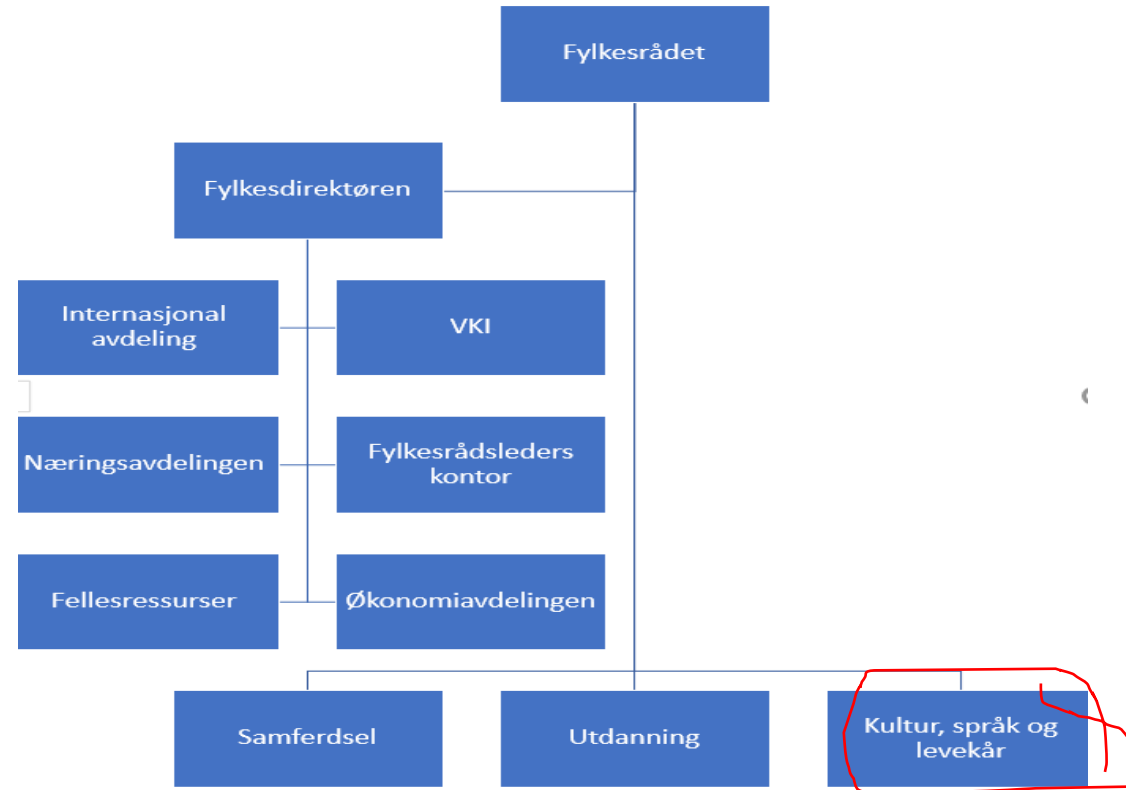 Fylkesrådet
Fylkesdirektøren
Internasjonal
avdeling
VKI
Næringsavdelingen
Fylkesrådsleders
kontor
Fellesressurser
Økonomiavdelingen
Samferdsel
Utdanning
Kultur, språk og
levekår